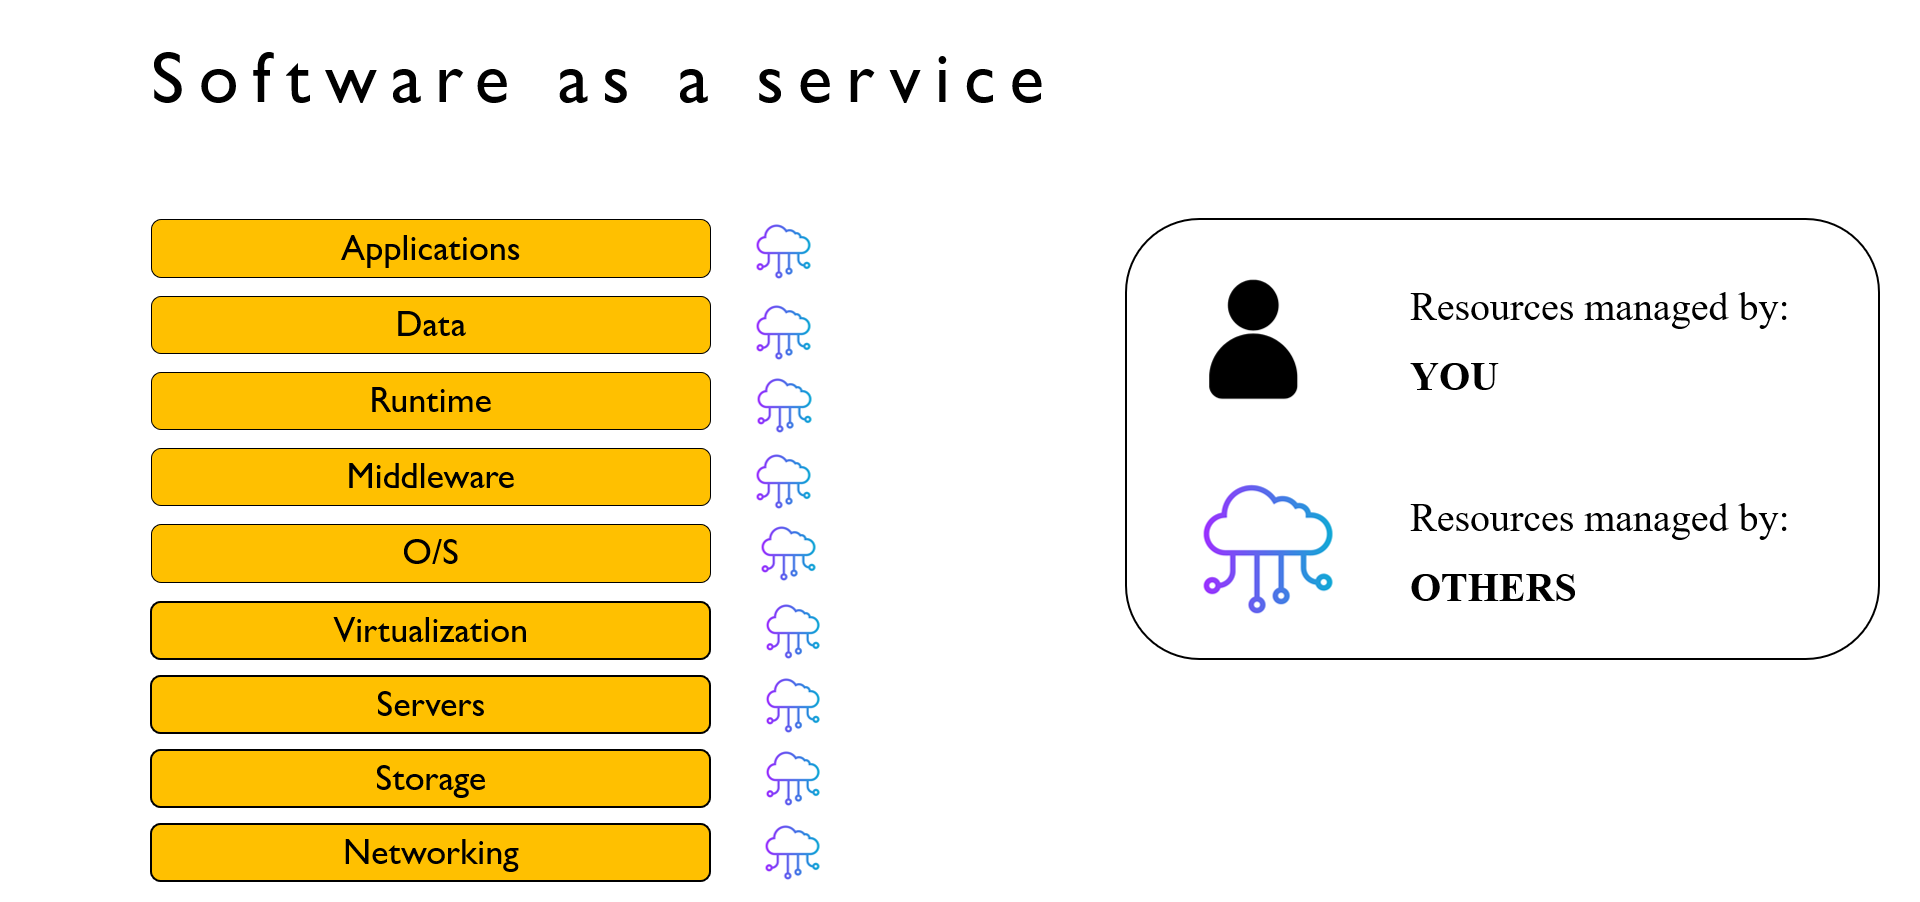 Software as a service
Applications
Data
Runtime
Middleware
O/S
Virtualization
Servers
Storage
Networking
Resources managed by:
YOU
Resources managed by:
OTHERS